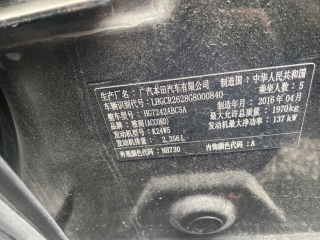 生产厂名：广汽本田汽车有限公司 制造国：中华人民共和国
车辆识别代号：LHGCR2628G8000840 乘坐人数：5
整车型号：HG7242ABC5A 制造年月：2016年04月
品牌：雅阁(ACCORD) 最大允许总质量：1970kg
发动机型号：K24W5 发动机最大净功率：137kW
发动机排量：2.356L
外观颜色代码：NH730 内饰颜色代码：A